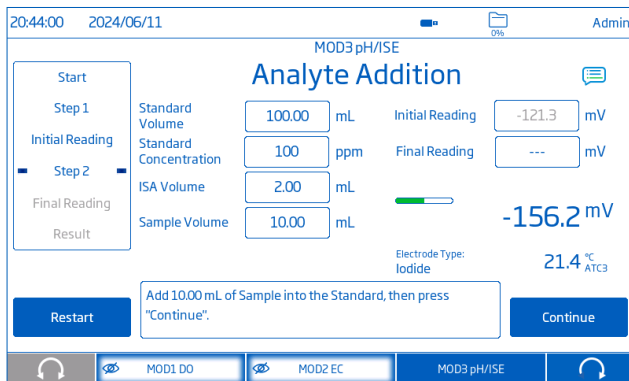 20:44:00 2024/06/11
0%
Admin
MOD3 pH/ISE
Analyte Addition
Start
Step 1
Initial Reading
Step 2
Final Reading
Result
Standard
Volume
100.00 mL
Standard
Concentration
100 ppm
ISA Volume
2.00 mL
Sample Volume
10.00 mL
Initial Reading -121.3 mV
Final Reading --- mV
-156.2 mV
Electrode Type:
Iodide
21.4 °C
ATC3
Restart
Add 10.00 mL of Sample into the Standard, then press
"Continue".
Continue
MOD1 DO
MOD2 EC
MOD3 pH/ISE